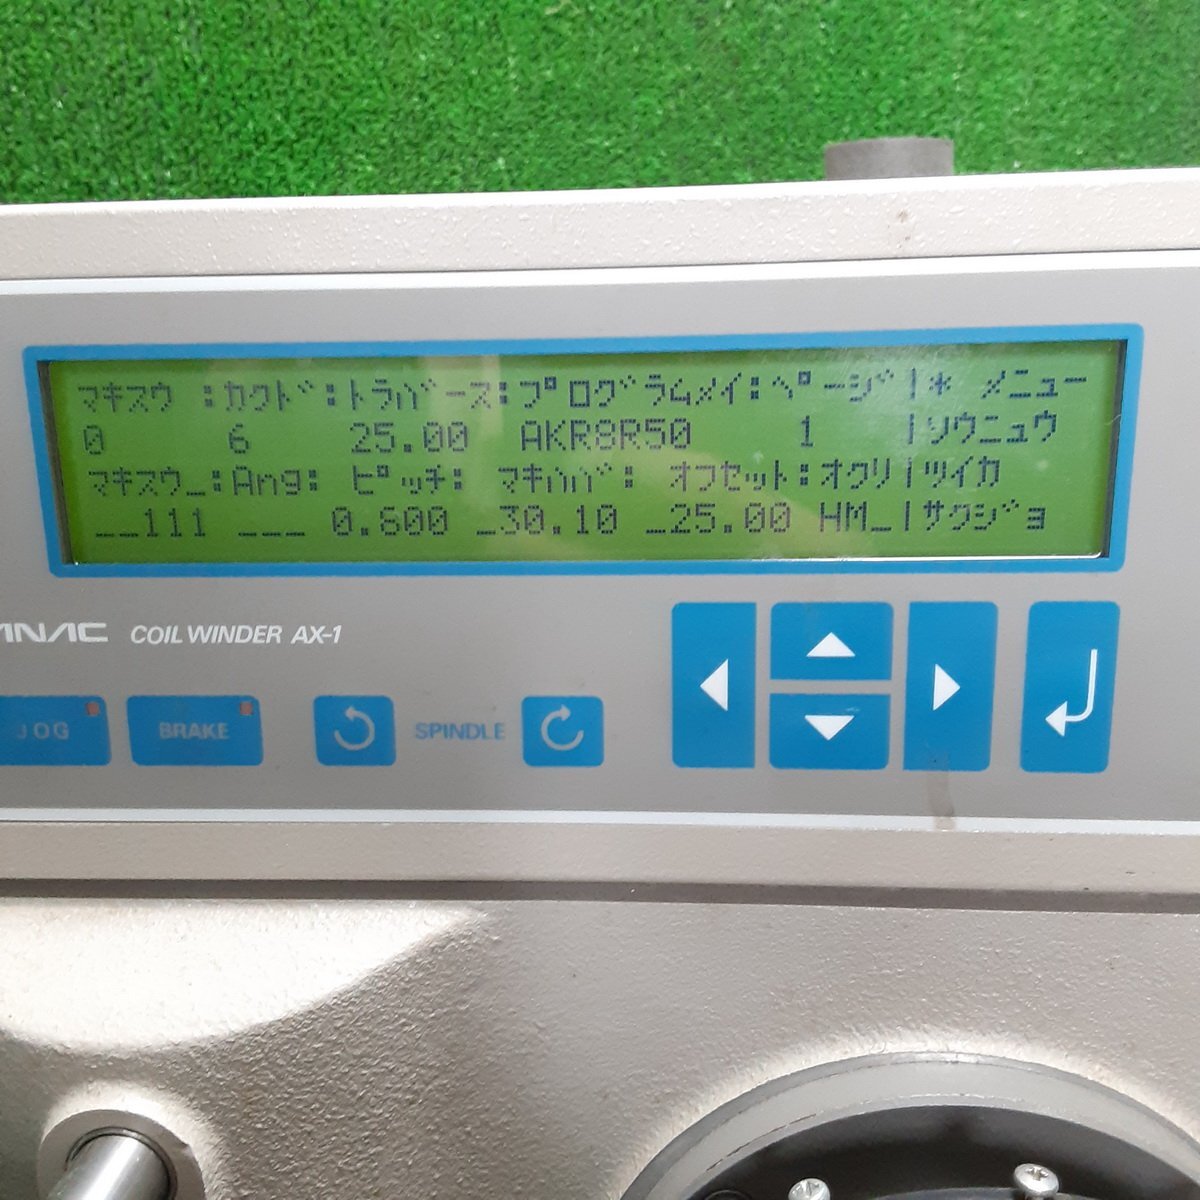 マキスウ :カクド:トラバース:プログラムメイ:ページ|* メニュー
0 6 25.00 AKR8R50 1 |ソウニュウ
マキスウ_:Ang: ピッチ: マキハバ: オフセット:オクリ|ツイカ
__111 ___ 0.600 _30.10 _25.00 HM_|サクジョ
COIL WINDER AX-1
JOG BRAKE SPINDLE